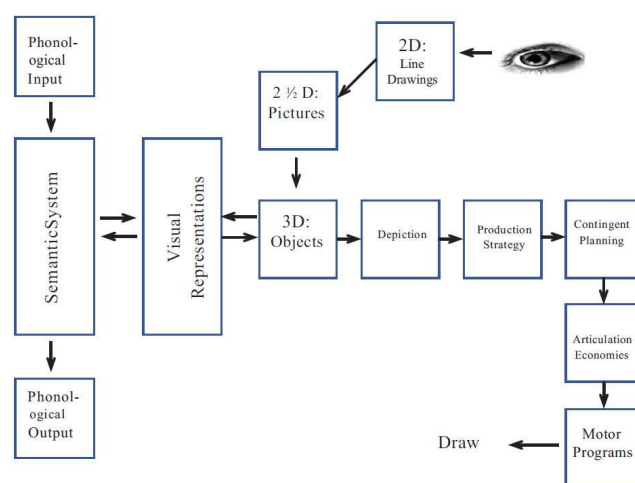 Phonol-
ogical
Input
2D:
Line
Drawings
2 ½ D:
Pictures
SemanticSystem
Visual
Representations
3D:
Objects
Depiction
Production
Strategy
Contingent
Planning
Articulation
Economies
Phonol-
ogical
Output
Draw
Motor
Programs